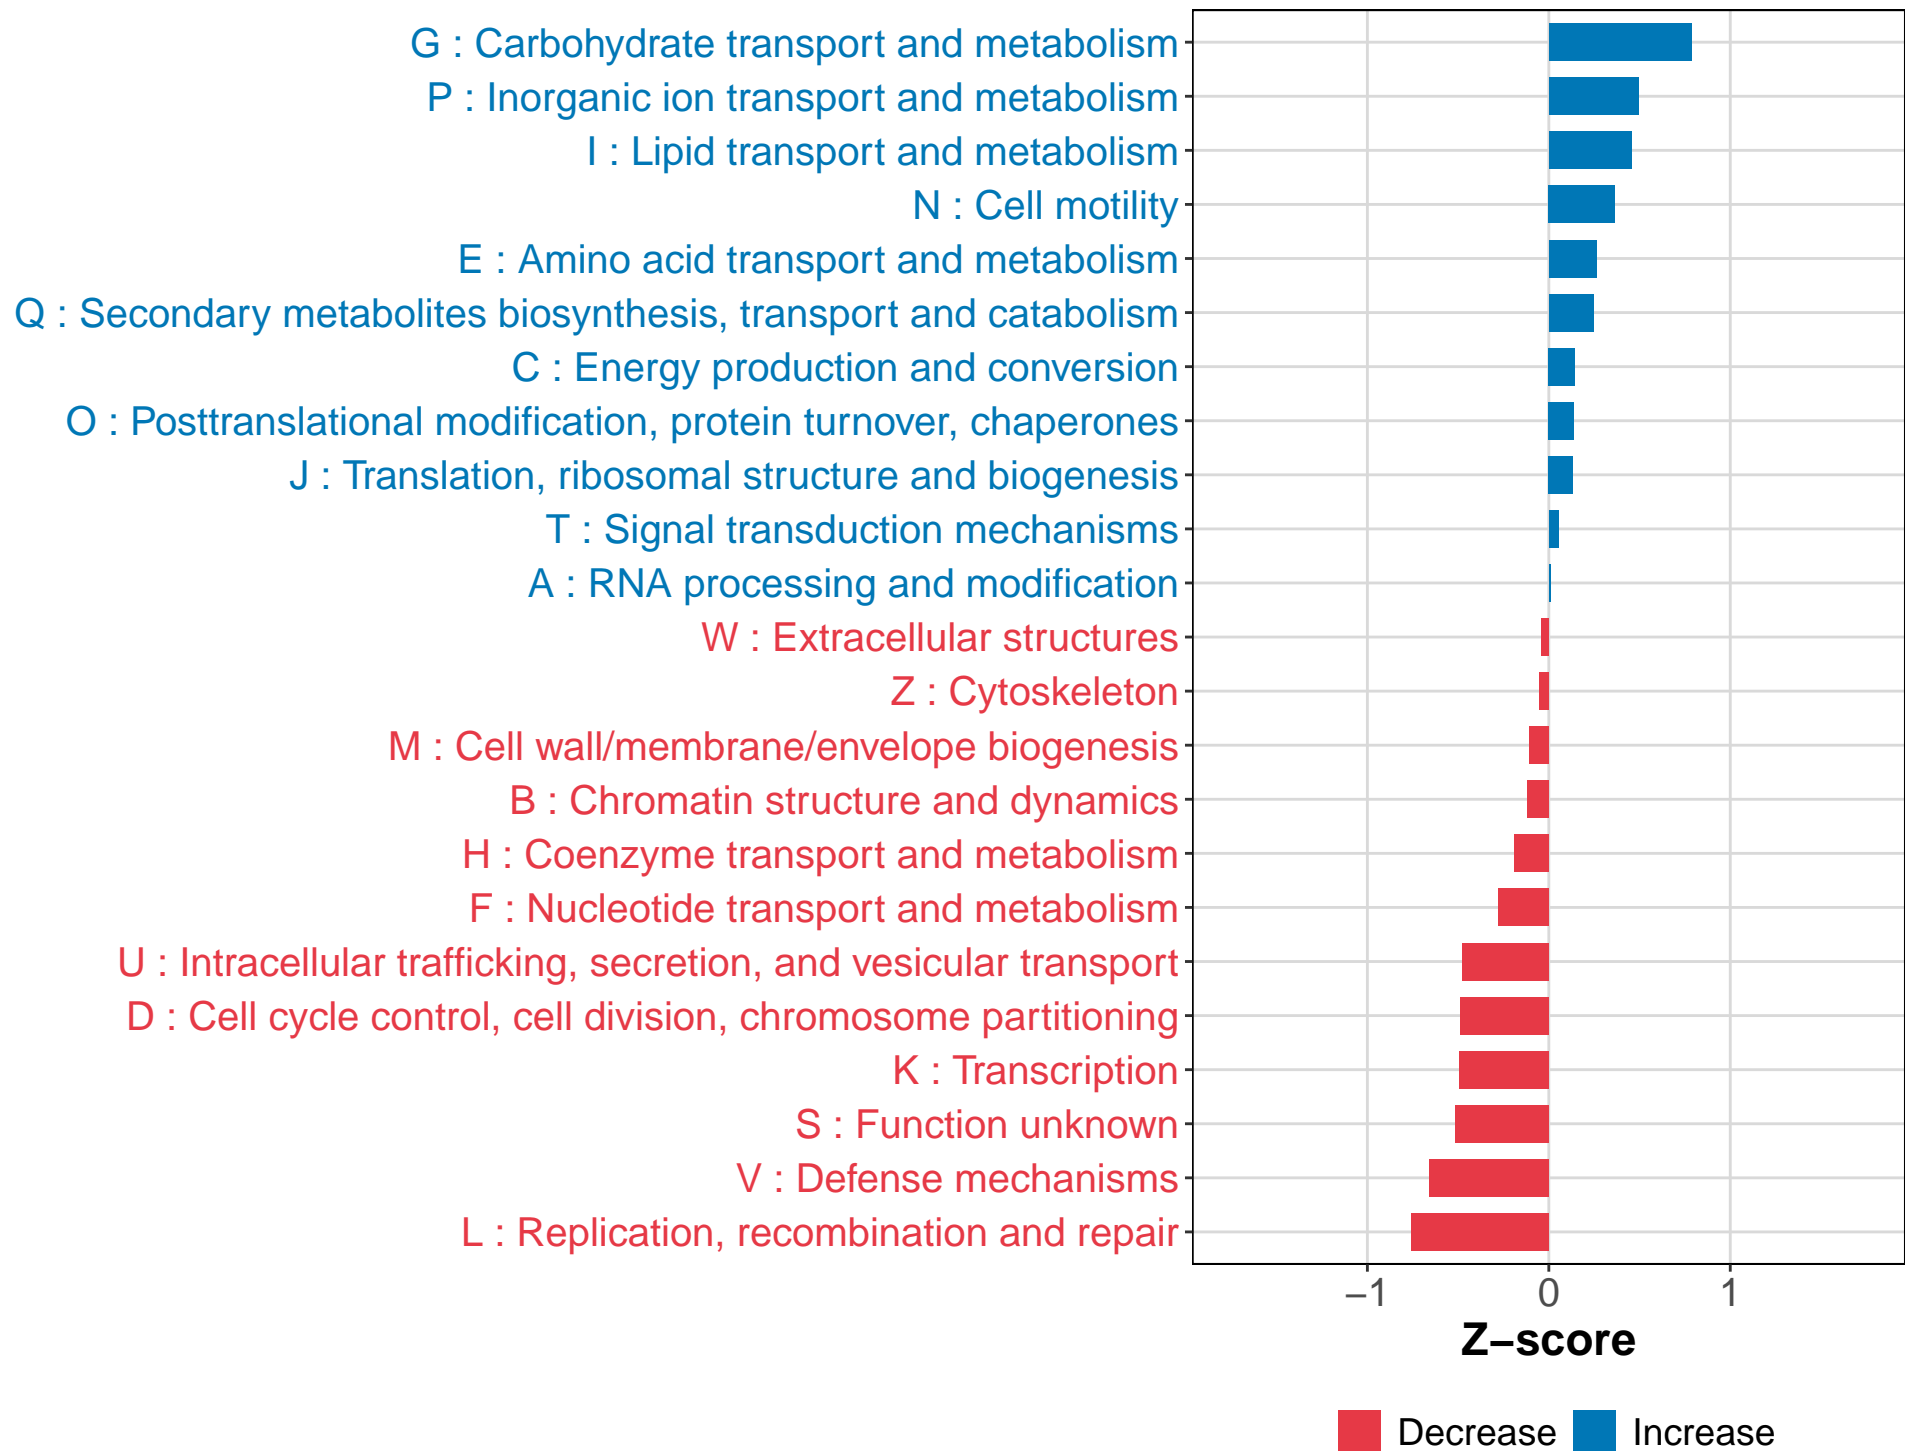 G : Carbohydrate transport and metabolism
P : Inorganic ion transport and metabolism
I : Lipid transport and metabolism
N : Cell motility
E : Amino acid transport and metabolism
Q : Secondary metabolites biosynthesis, transport and catabolism
C : Energy production and conversion
O : Posttranslational modification, protein turnover, chaperones
J : Translation, ribosomal structure and biogenesis
T : Signal transduction mechanisms
A : RNA processing and modification
W : Extracellular structures
Z : Cytoskeleton
M : Cell wall/membrane/envelope biogenesis
B : Chromatin structure and dynamics
H : Coenzyme transport and metabolism
F : Nucleotide transport and metabolism
U : Intracellular trafficking, secretion, and vesicular transport
D : Cell cycle control, cell division, chromosome partitioning
K : Transcription
S : Function unknown
V : Defense mechanisms
L : Replication, recombination and repair
−1 0 1
Z−score
Decrease Increase